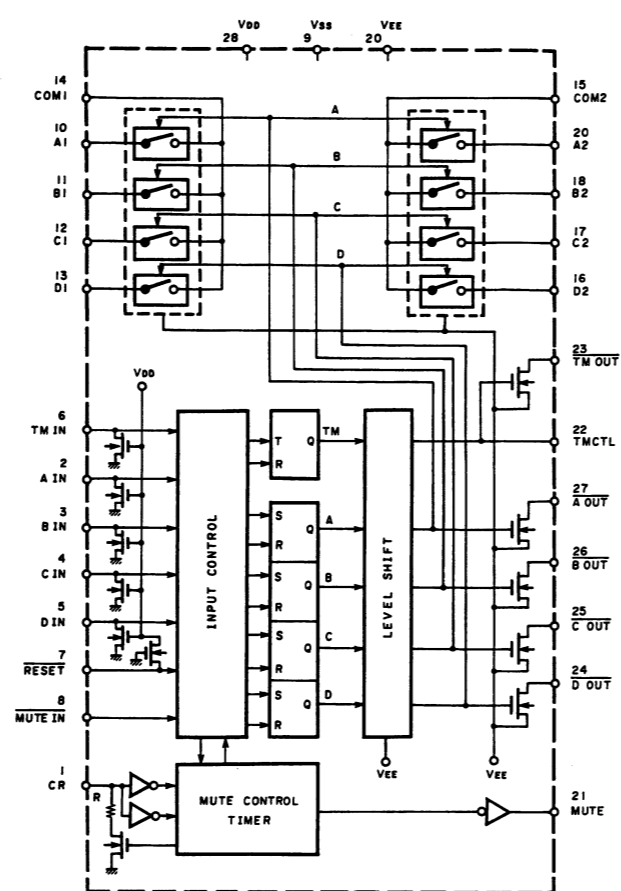 VDD VSS VEE
28 9 20
14
COM1
15
COM2
A
10
A1
20
A2
B
11
B1
18
B2
C
12
C1
17
C2
D
13
D1
16
D2
23
TM OUT
VDD
6
TM IN
T Q TM
R
22
TMCTL
2
A IN
27
A OUT
3
B IN
S Q A
R
4
C IN
S Q B
R
26
B OUT
5
D IN
S Q C
R
25
C OUT
7
RESET
S Q D
R
24
D OUT
8
MUTE IN
INPUT CONTROL
LEVEL SHIFT
VEE VEE
1
CR
R
MUTE CONTROL
TIMER
21
MUTE